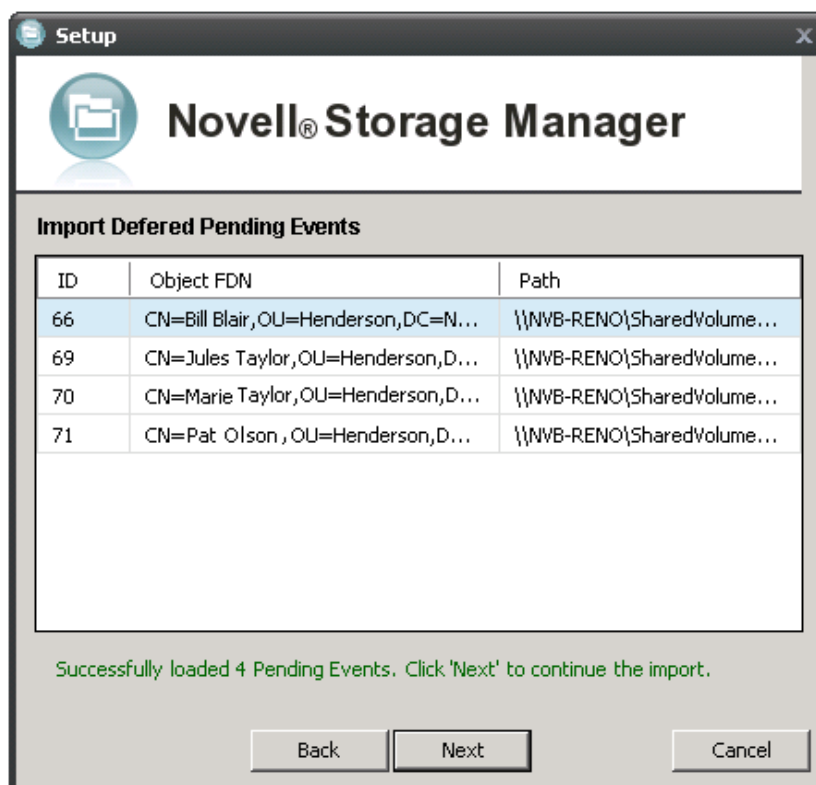 Setup
Novell® Storage Manager
Import Defered Pending Events
ID Object FDN Path
66 CN=Bill Blair,OU=Henderson,DC=N... \\NVB-RENO\SharedVolume...
69 CN=Jules Taylor,OU=Henderson,D... \\NVB-RENO\SharedVolume...
70 CN=Marie Taylor,OU=Henderson,D... \\NVB-RENO\SharedVolume...
71 CN=Pat Olson ,OU=Henderson,D... \\NVB-RENO\SharedVolume...
Successfully loaded 4 Pending Events. Click 'Next' to continue the import.
Back Next Cancel